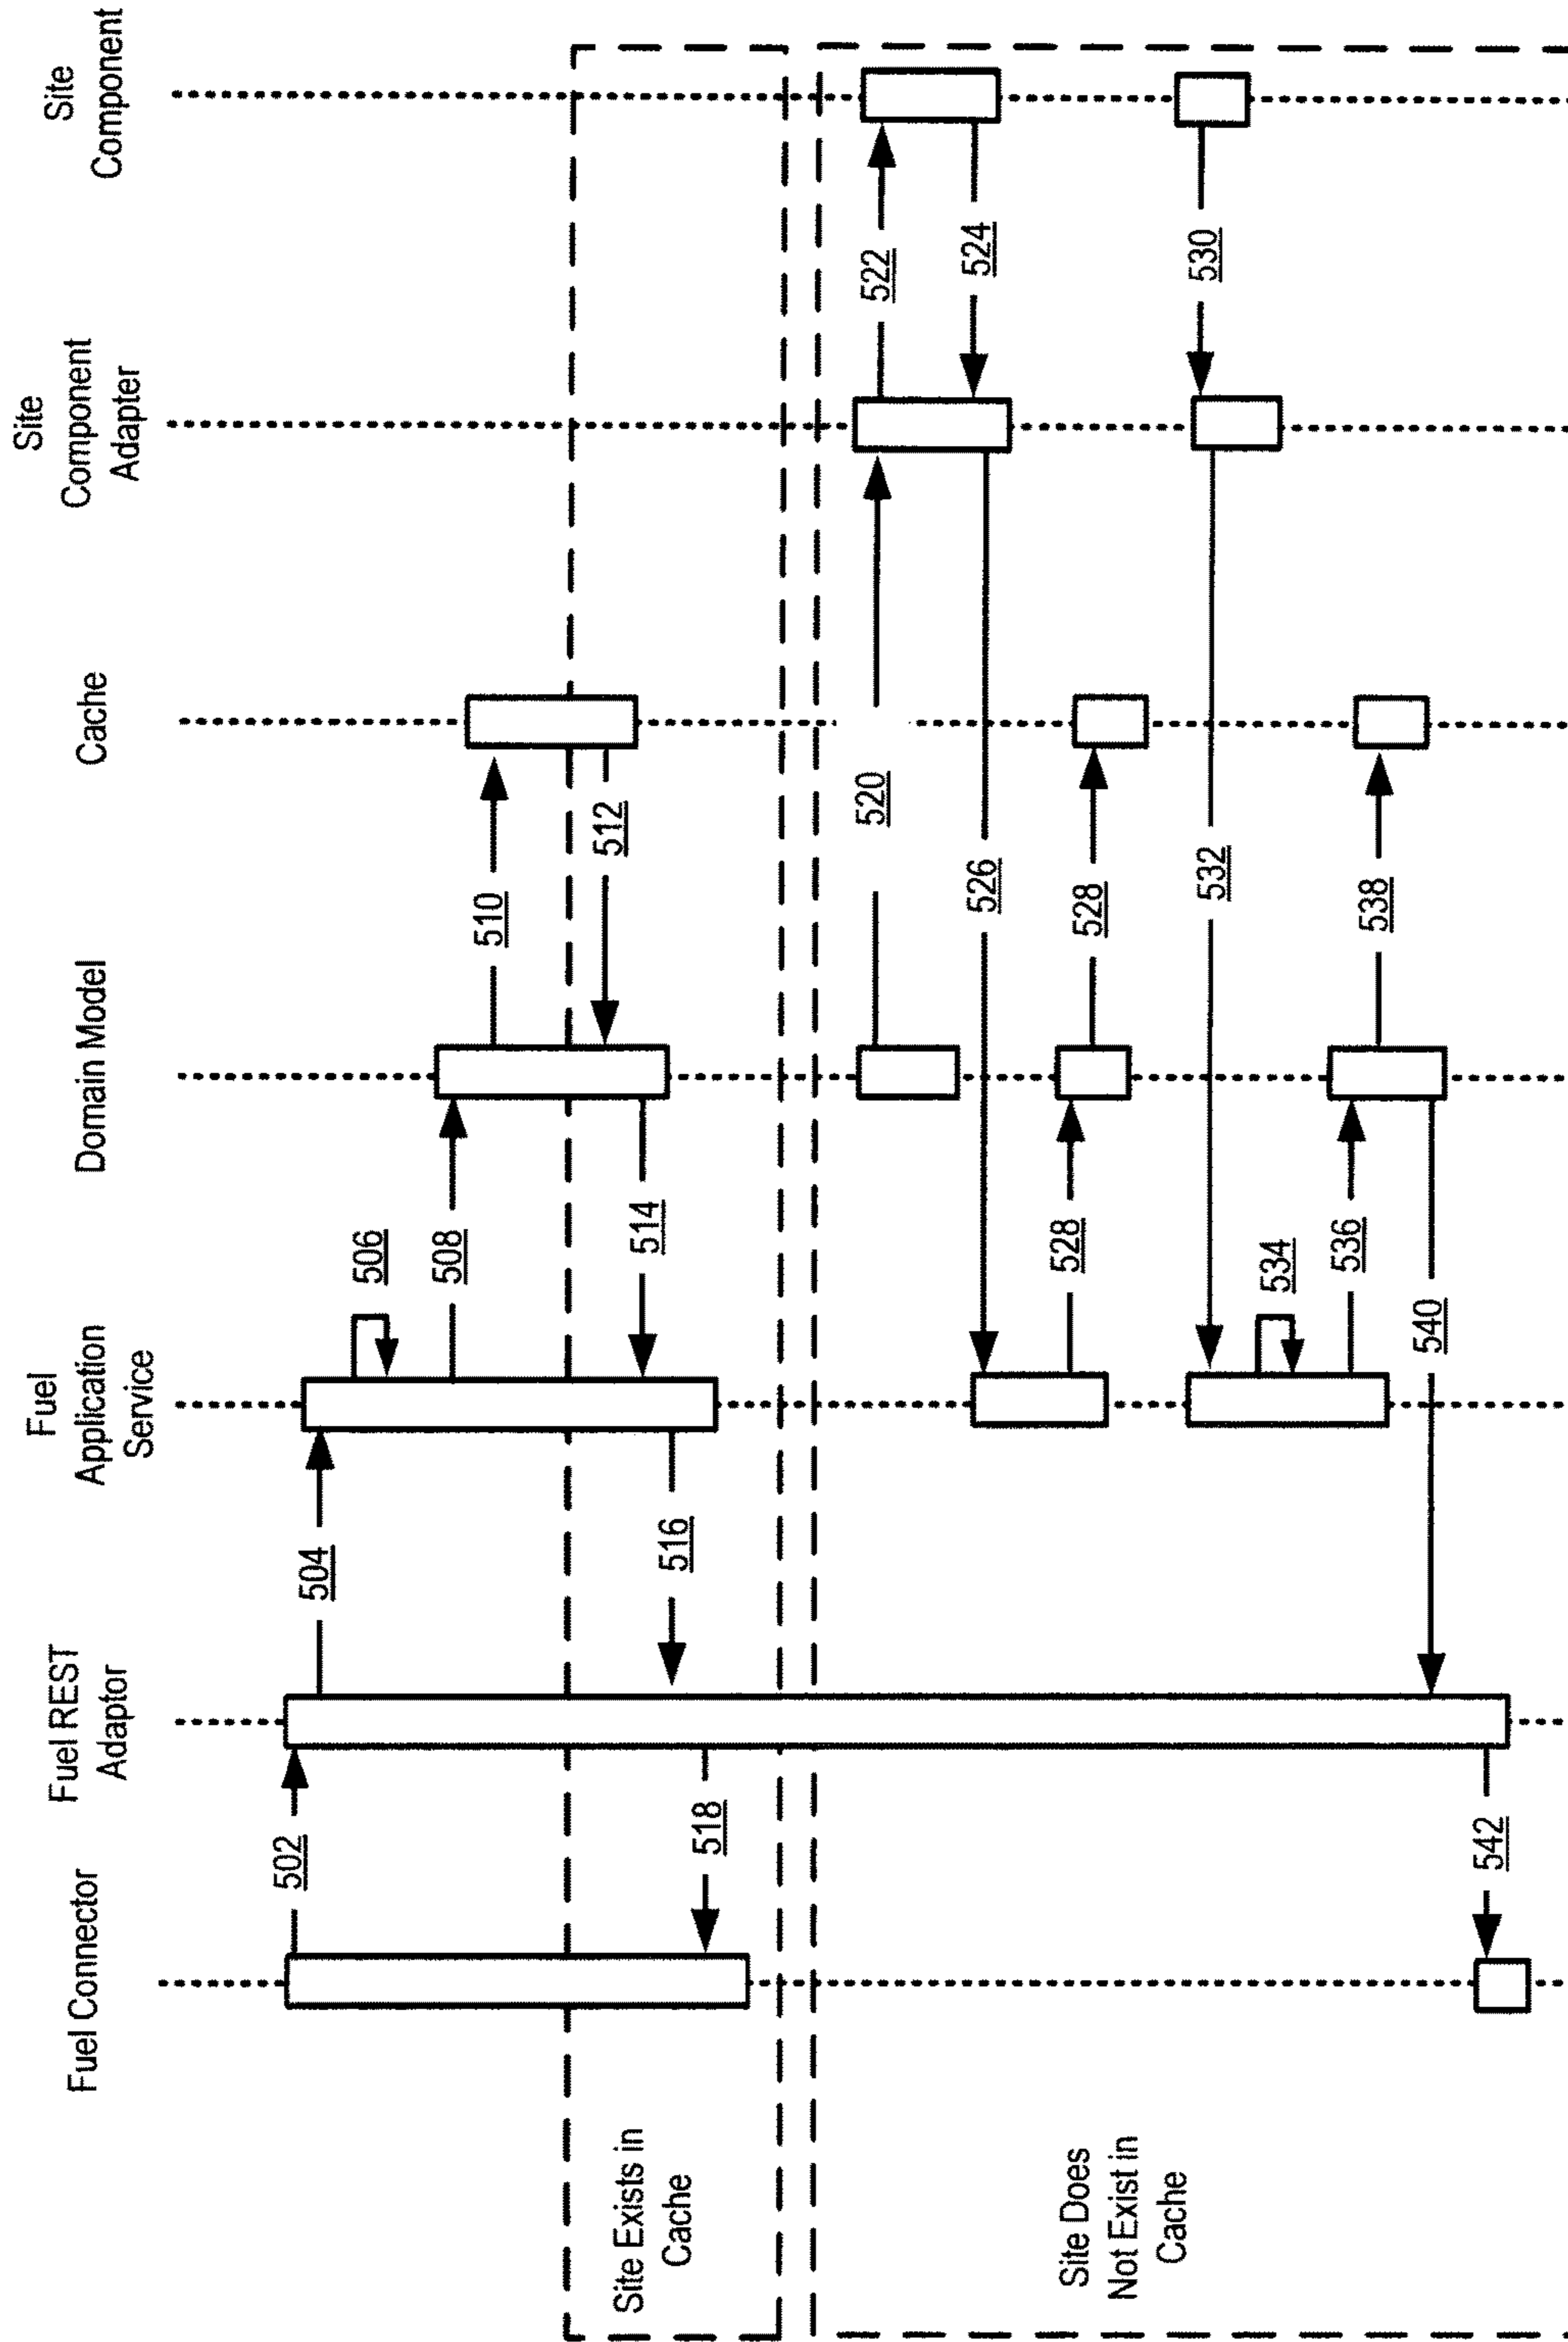 Fuel Connector
Fuel REST
Adaptor
Fuel
Application
Service
Domain Model
Cache
Site
Component
Adapter
Site
Component
502
504
506
508
510
Site Exists in
Cache
512
514
516
518
Site Does
Not Exist in
Cache
520
522
524
526
528
528
530
532
534
536
538
540
542